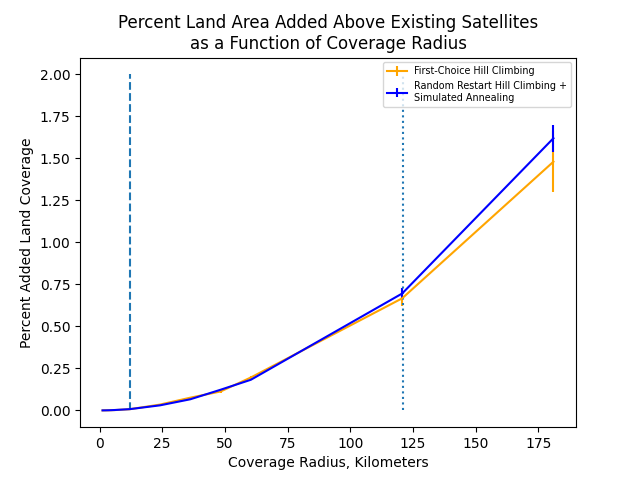 Percent Land Area Added Above Existing Satellites
as a Function of Coverage Radius
First-Choice Hill Climbing
Random Restart Hill Climbing +
Simulated Annealing
2.00
1.75
1.50
1.25
1.00
0.75
0.50
0.25
0.00
Percent Added Land Coverage
0 25 50 75 100 125 150 175
Coverage Radius, Kilometers